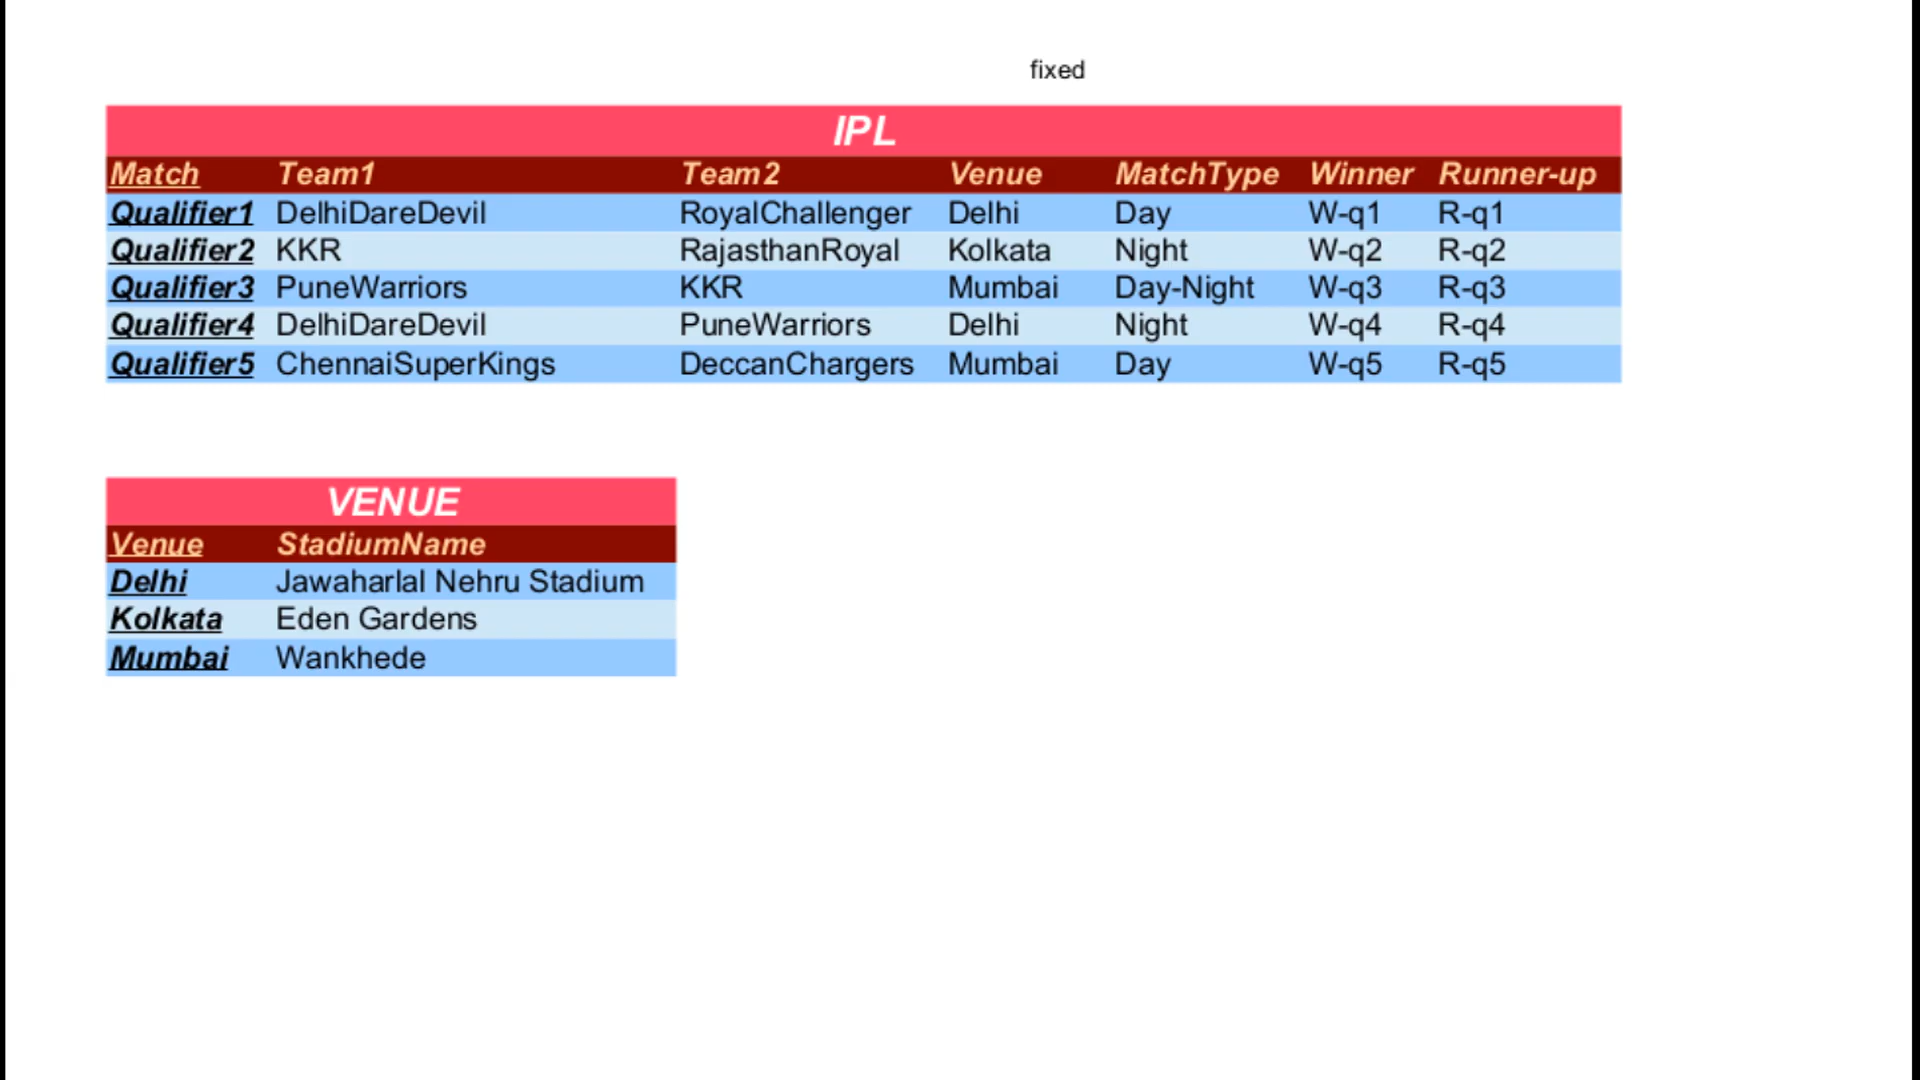 fixed
IPL
Match Team1 Team2 Venue MatchType Winner Runner-up
Qualifier1 DelhiDareDevil RoyalChallenger Delhi Day W-q1 R-q1
Qualifier2 KKR RajasthanRoyal Kolkata Night W-q2 R-q2
Qualifier3 PuneWarriors KKR Mumbai Day-Night W-q3 R-q3
Qualifier4 DelhiDareDevil PuneWarriors Delhi Night W-q4 R-q4
Qualifier5 ChennaiSuperKings DeccanChargers Mumbai Day W-q5 R-q5
VENUE
Venue StadiumName
Delhi Jawaharlal Nehru Stadium
Kolkata Eden Gardens
Mumbai Wankhede